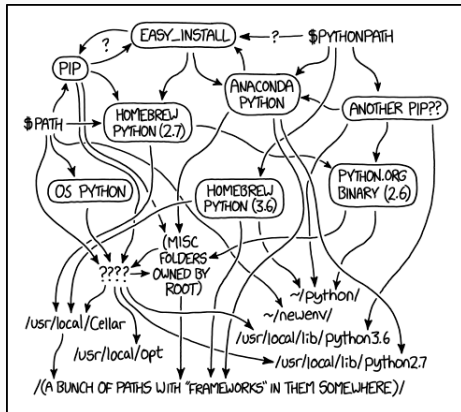 EASY_INSTALL
?
?
$PYTHONPATH
PIP
ANACONDA
PYTHON
ANOTHER PIP??
HOMEBREW
PYTHON (2.7)
$PATH
OS PYTHON
HOMEBREW
PYTHON (3.6)
PYTHON.ORG
BINARY (2.6)
(MISC
FOLDERS
OWNED BY
ROOT)
????
~/python/
~/newenv/
/usr/local/Cellar
/usr/local/opt
/usr/local/lib/python3.6
/usr/local/lib/python2.7
/(A BUNCH OF PATHS WITH "FRAMEWORKS" IN THEM SOMEWHERE)/